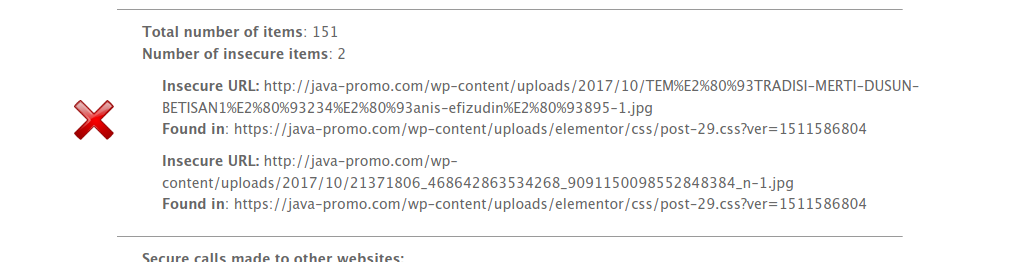 Total number of items: 151
Number of insecure items: 2
Insecure URL: http://java-promo.com/wp-content/uploads/2017/10/TEM%E2%80%93TRADISI-MERTI-DUSUN-
BETISAN1%E2%80%93234%E2%80%93anis-efizudin%E2%80%93895-1.jpg
Found in: https://java-promo.com/wp-content/uploads/elementor/css/post-29.css?ver=1511586804
Insecure URL: http://java-promo.com/wp-
content/uploads/2017/10/21371806_468642863534268_9091150098552848384_n-1.jpg
Found in: https://java-promo.com/wp-content/uploads/elementor/css/post-29.css?ver=1511586804
Secure calls made to other websites: